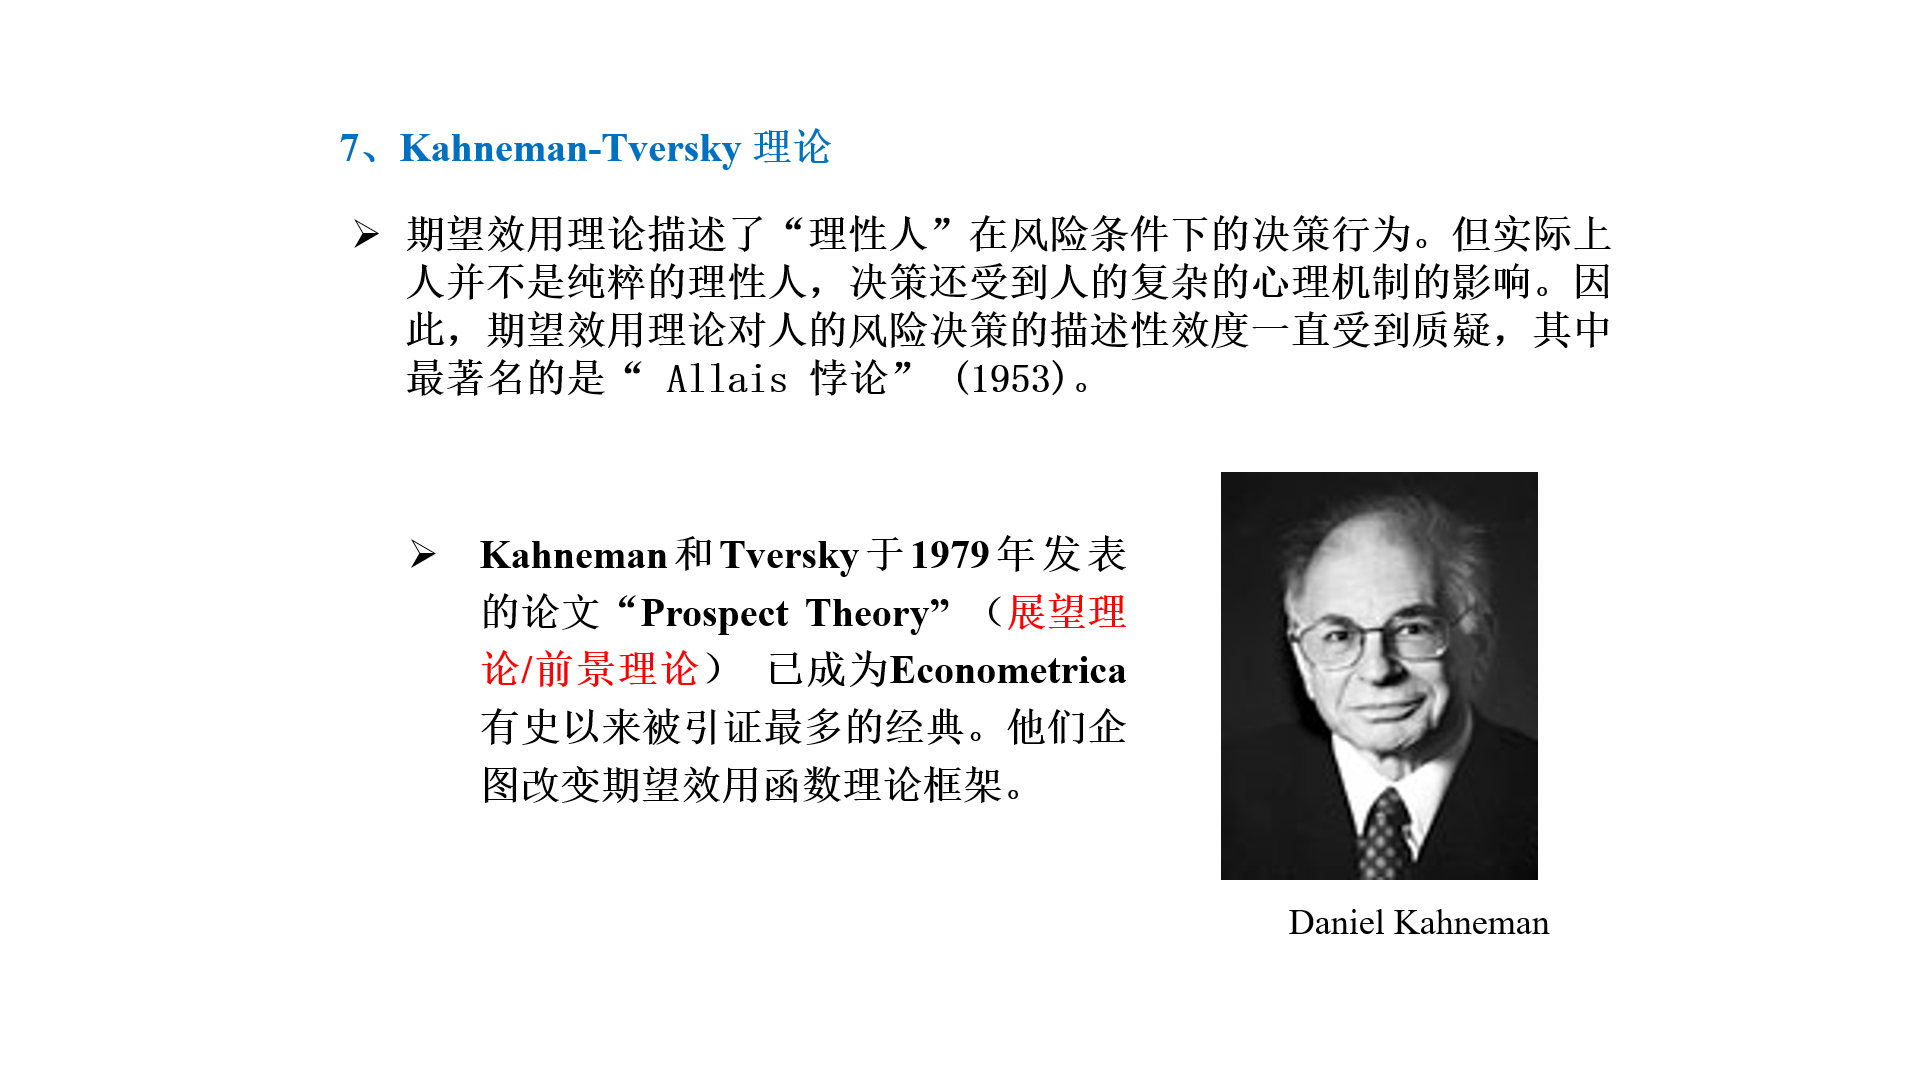 7、Kahneman-Tversky 理论
➢ 期望效用理论描述了“理性人”在风险条件下的决策行为。但实际上
人并不是纯粹的理性人，决策还受到人的复杂的心理机制的影响。因
此，期望效用理论对人的风险决策的描述性效度一直受到质疑，其中
最著名的是“ Allais 悖论” (1953)。
➢ Kahneman和Tversky于1979年发表
的论文“Prospect Theory”（展望理
论/前景理论） 已成为Econometrica
有史以来被引证最多的经典。他们企
图改变期望效用函数理论框架。
Daniel Kahneman